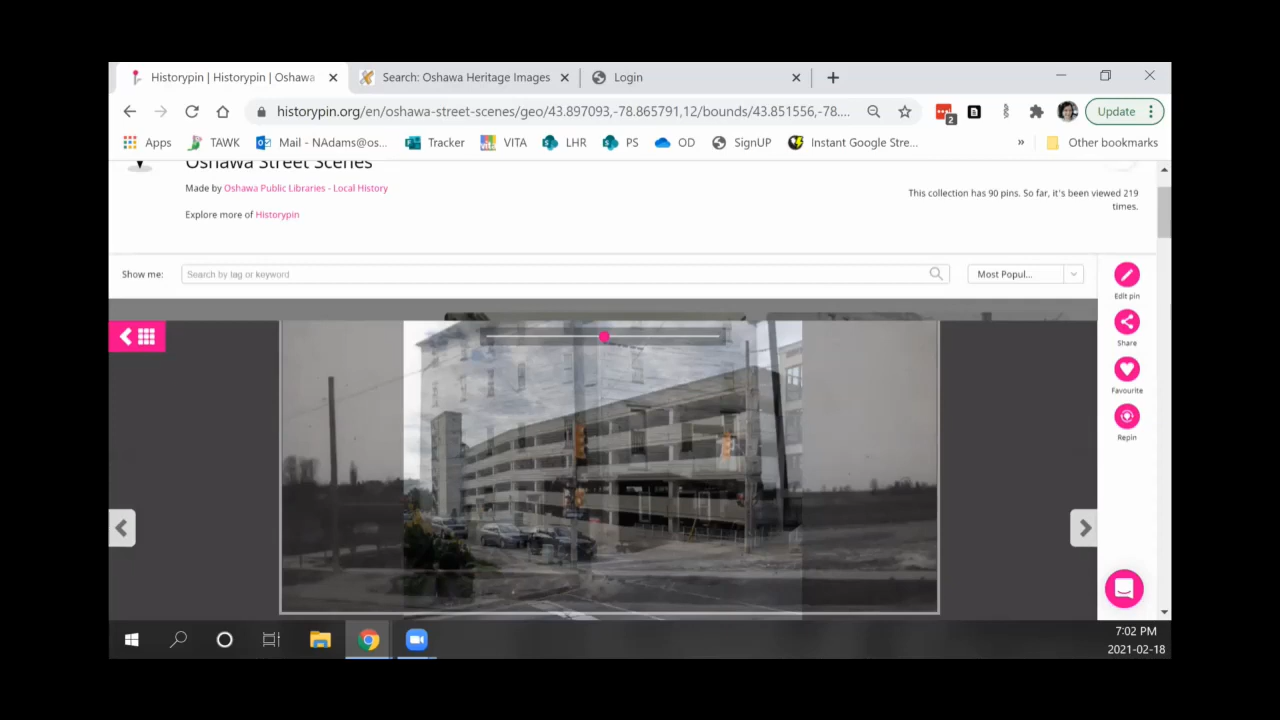 Historypin | Historypin | Oshawa
Search: Oshawa Heritage Images
Login
historypin.org/en/oshawa-street-scenes/geo/43.897093,-78.865791,12/bounds/43.851556,-78....
2
Update
Apps
TAWK
Mail - NAdams@os...
Tracker
VITA
LHR
PS
OD
SignUP
Instant Google Stre...
»
Other bookmarks
Oshawa Street Scenes
Made by Oshawa Public Libraries - Local History
This collection has 90 pins. So far, it's been viewed 219
times.
Explore more of Historypin
Show me:
Search by tag or keyword
Most Popul...
Edit pin
Share
Favourite
Repin
7:02 PM
2021-02-18